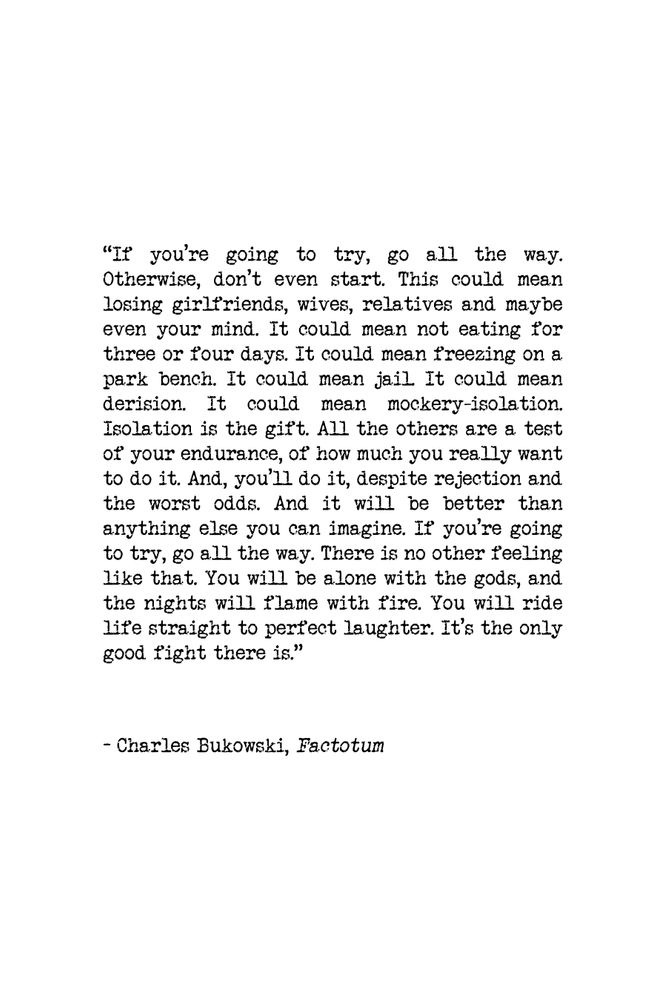 “If you’re going to try, go all the way.
Otherwise, don’t even start. This could mean
losing girlfriends, wives, relatives and maybe
even your mind. It could mean not eating for
three or four days. It could mean freezing on a
park bench. It could mean jail. It could mean
derision. It could mean mockery-isolation.
Isolation is the gift. All the others are a test
of your endurance, of how much you really want
to do it. And, you’ll do it, despite rejection and
the worst odds. And it will be better than
anything else you can imagine. If you’re going
to try, go all the way. There is no other feeling
like that. You will be alone with the gods, and
the nights will flame with fire. You will ride
life straight to perfect laughter. It’s the only
good fight there is.”
- Charles Bukowski, Factotum